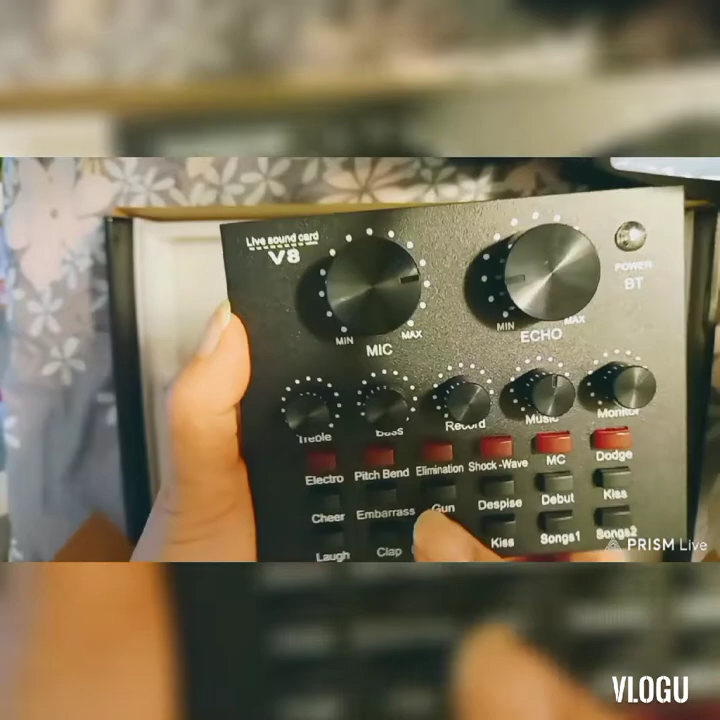 Live sound card
V8
POWER
BT
MIN
MAX
MIC
MIN
MAX
ECHO
Treble
Bass
Record
Music
Monitor
Electro
Pitch Bend
Elimination
Shock-Wave
MC
Dodge
Cheer
Embarrass
Gun
Despise
Debut
Kiss
Laugh
Clap
Kiss
Songs1
Songs2
PRISM Live
VLOGU